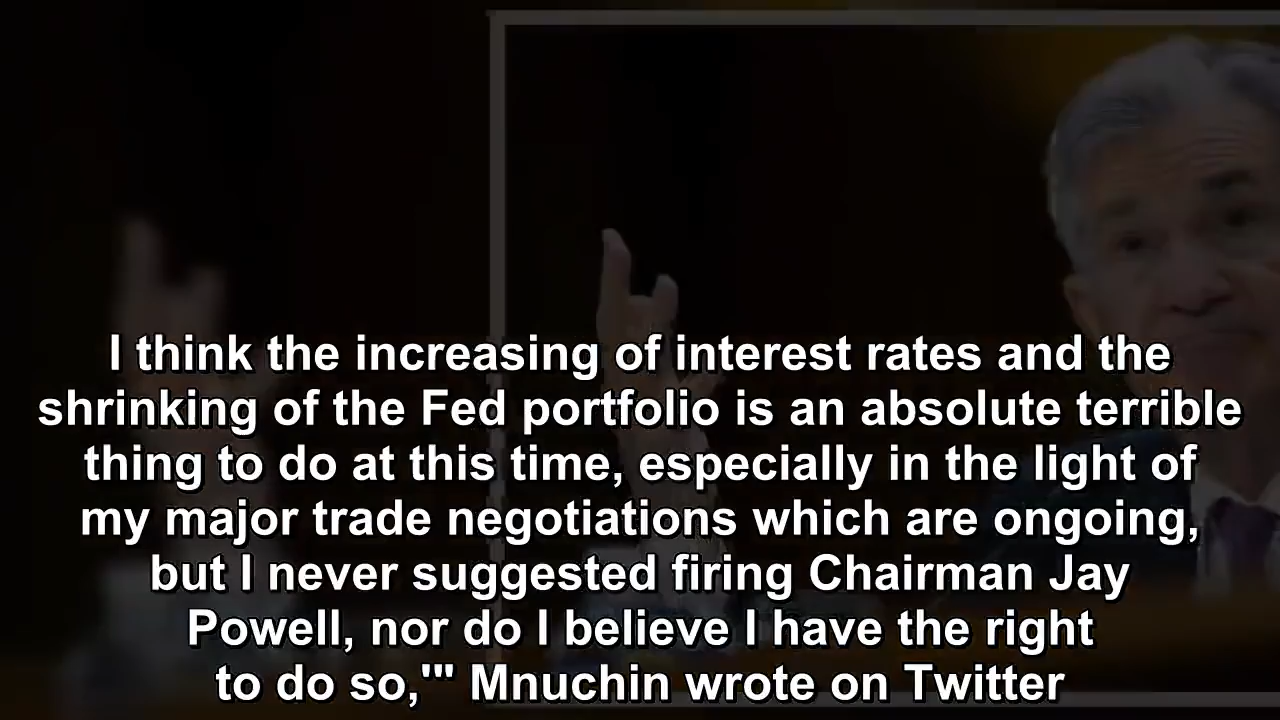 I think the increasing of interest rates and the
shrinking of the Fed portfolio is an absolute terrible
thing to do at this time, especially in the light of
my major trade negotiations which are ongoing,
but I never suggested firing Chairman Jay
Powell, nor do I believe I have the right
to do so,'" Mnuchin wrote on Twitter